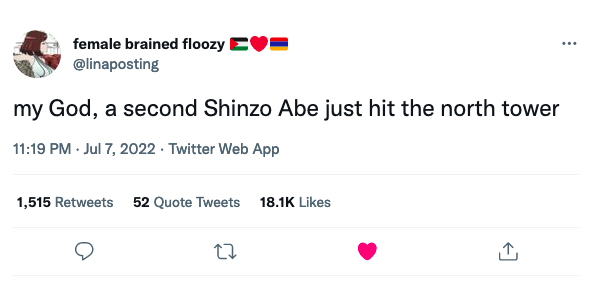 female brained floozy 🇵🇸❤️🇦🇲
@linaposting
my God, a second Shinzo Abe just hit the north tower
11:19 PM · Jul 7, 2022 · Twitter Web App
1,515 Retweets 52 Quote Tweets 18.1K Likes